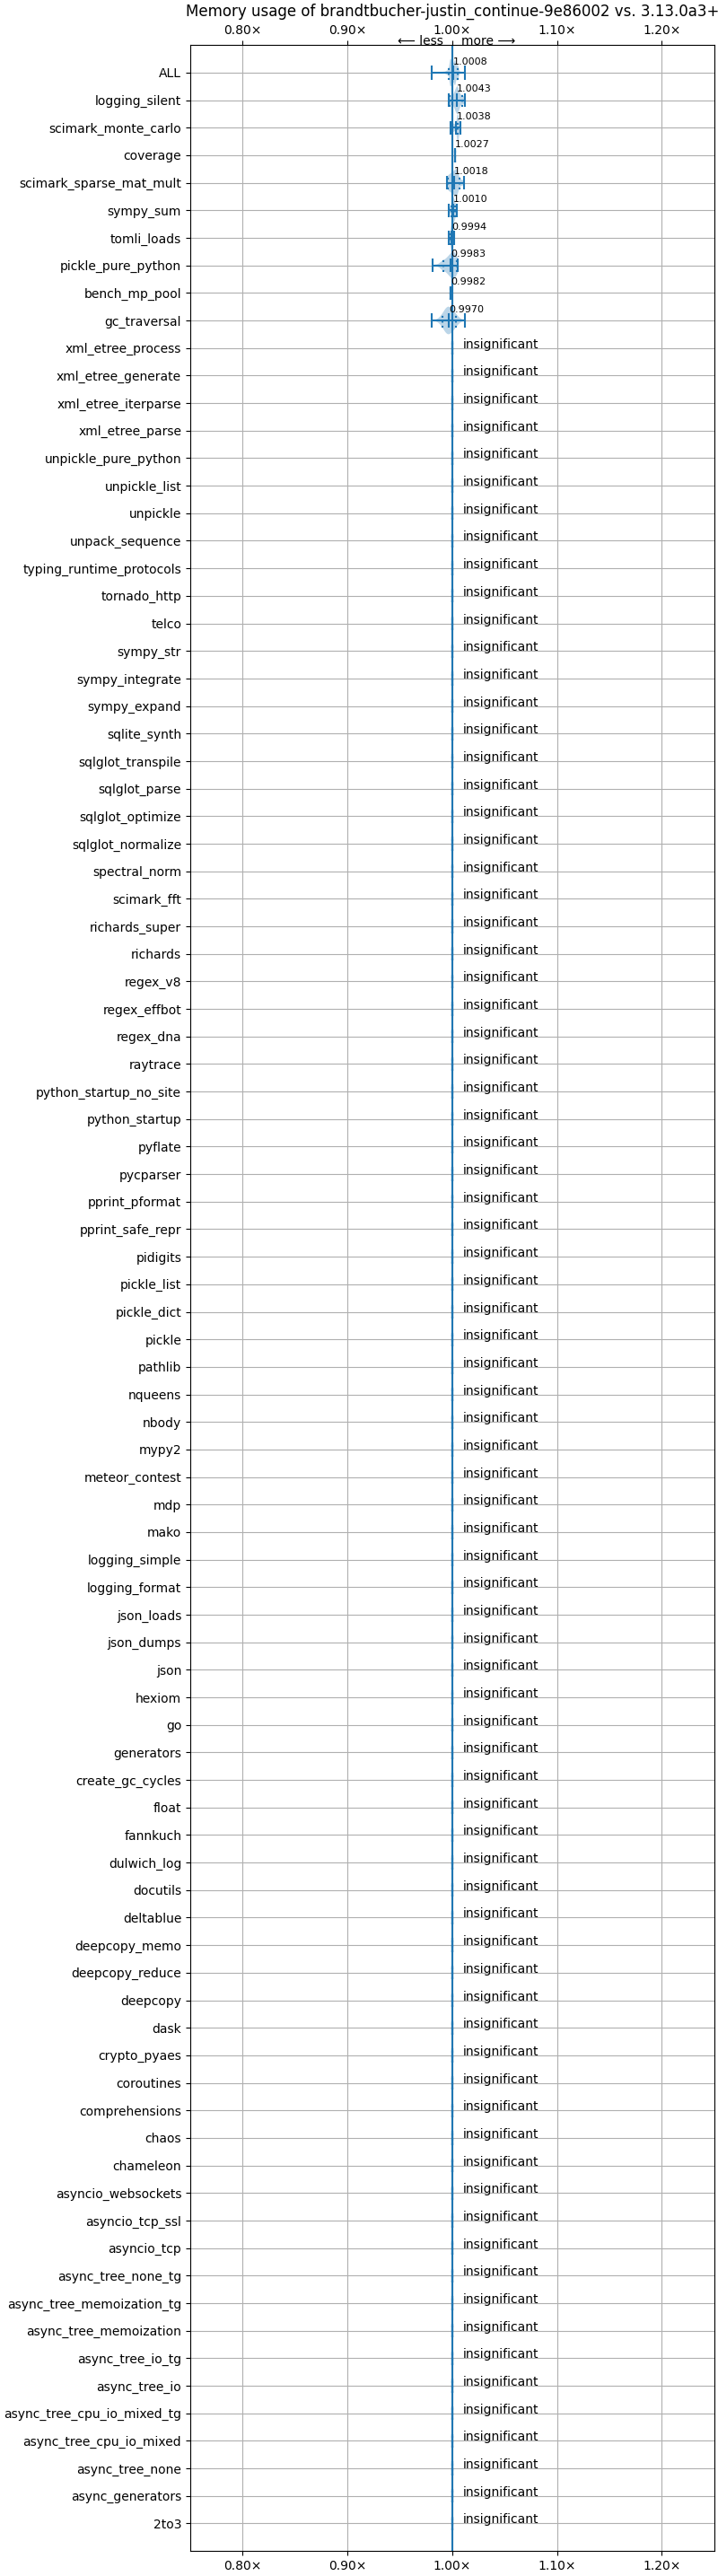 Memory usage of brandtbucher-justin_continue-9e86002 vs. 3.13.0a3+
0.80× 0.90× 1.00× 1.10× 1.20×
⟵ less more ⟶
ALL 1.0008
logging_silent 1.0043
scimark_monte_carlo 1.0038
coverage 1.0027
scimark_sparse_mat_mult 1.0018
sympy_sum 1.0010
tomli_loads 0.9994
pickle_pure_python 0.9983
bench_mp_pool 0.9982
gc_traversal 0.9970
xml_etree_process insignificant
xml_etree_generate insignificant
xml_etree_iterparse insignificant
xml_etree_parse insignificant
unpickle_pure_python insignificant
unpickle_list insignificant
unpickle insignificant
unpack_sequence insignificant
typing_runtime_protocols insignificant
tornado_http insignificant
telco insignificant
sympy_str insignificant
sympy_integrate insignificant
sympy_expand insignificant
sqlite_synth insignificant
sqlglot_transpile insignificant
sqlglot_parse insignificant
sqlglot_optimize insignificant
sqlglot_normalize insignificant
spectral_norm insignificant
scimark_fft insignificant
richards_super insignificant
richards insignificant
regex_v8 insignificant
regex_effbot insignificant
regex_dna insignificant
raytrace insignificant
python_startup_no_site insignificant
python_startup insignificant
pyflate insignificant
pycparser insignificant
pprint_pformat insignificant
pprint_safe_repr insignificant
pidigits insignificant
pickle_list insignificant
pickle_dict insignificant
pickle insignificant
pathlib insignificant
nqueens insignificant
nbody insignificant
mypy2 insignificant
meteor_contest insignificant
mdp insignificant
mako insignificant
logging_simple insignificant
logging_format insignificant
json_loads insignificant
json_dumps insignificant
json insignificant
hexiom insignificant
go insignificant
generators insignificant
create_gc_cycles insignificant
float insignificant
fannkuch insignificant
dulwich_log insignificant
docutils insignificant
deltablue insignificant
deepcopy_memo insignificant
deepcopy_reduce insignificant
deepcopy insignificant
dask insignificant
crypto_pyaes insignificant
coroutines insignificant
comprehensions insignificant
chaos insignificant
chameleon insignificant
asyncio_websockets insignificant
asyncio_tcp_ssl insignificant
asyncio_tcp insignificant
async_tree_none_tg insignificant
async_tree_memoization_tg insignificant
async_tree_memoization insignificant
async_tree_io_tg insignificant
async_tree_io insignificant
async_tree_cpu_io_mixed_tg insignificant
async_tree_cpu_io_mixed insignificant
async_tree_none insignificant
async_generators insignificant
2to3 insignificant
0.80× 0.90× 1.00× 1.10× 1.20×